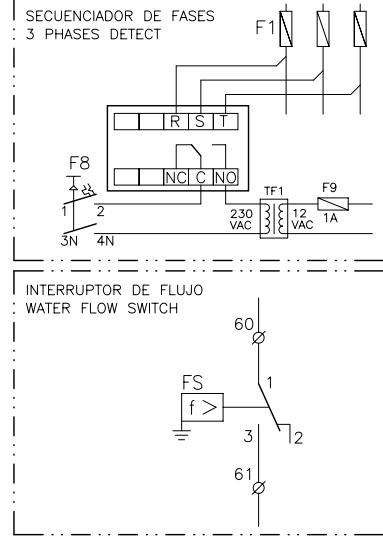 SECUENCIADOR DE FASES
3 PHASES DETECT
F1
R S T
F8
NC C NO
1 2
3N 4N
TF1
230 VAC
12 VAC
F9
1A
INTERRUPTOR DE FLUJO
WATER FLOW SWITCH
60
FS
f >
1
3 2
61